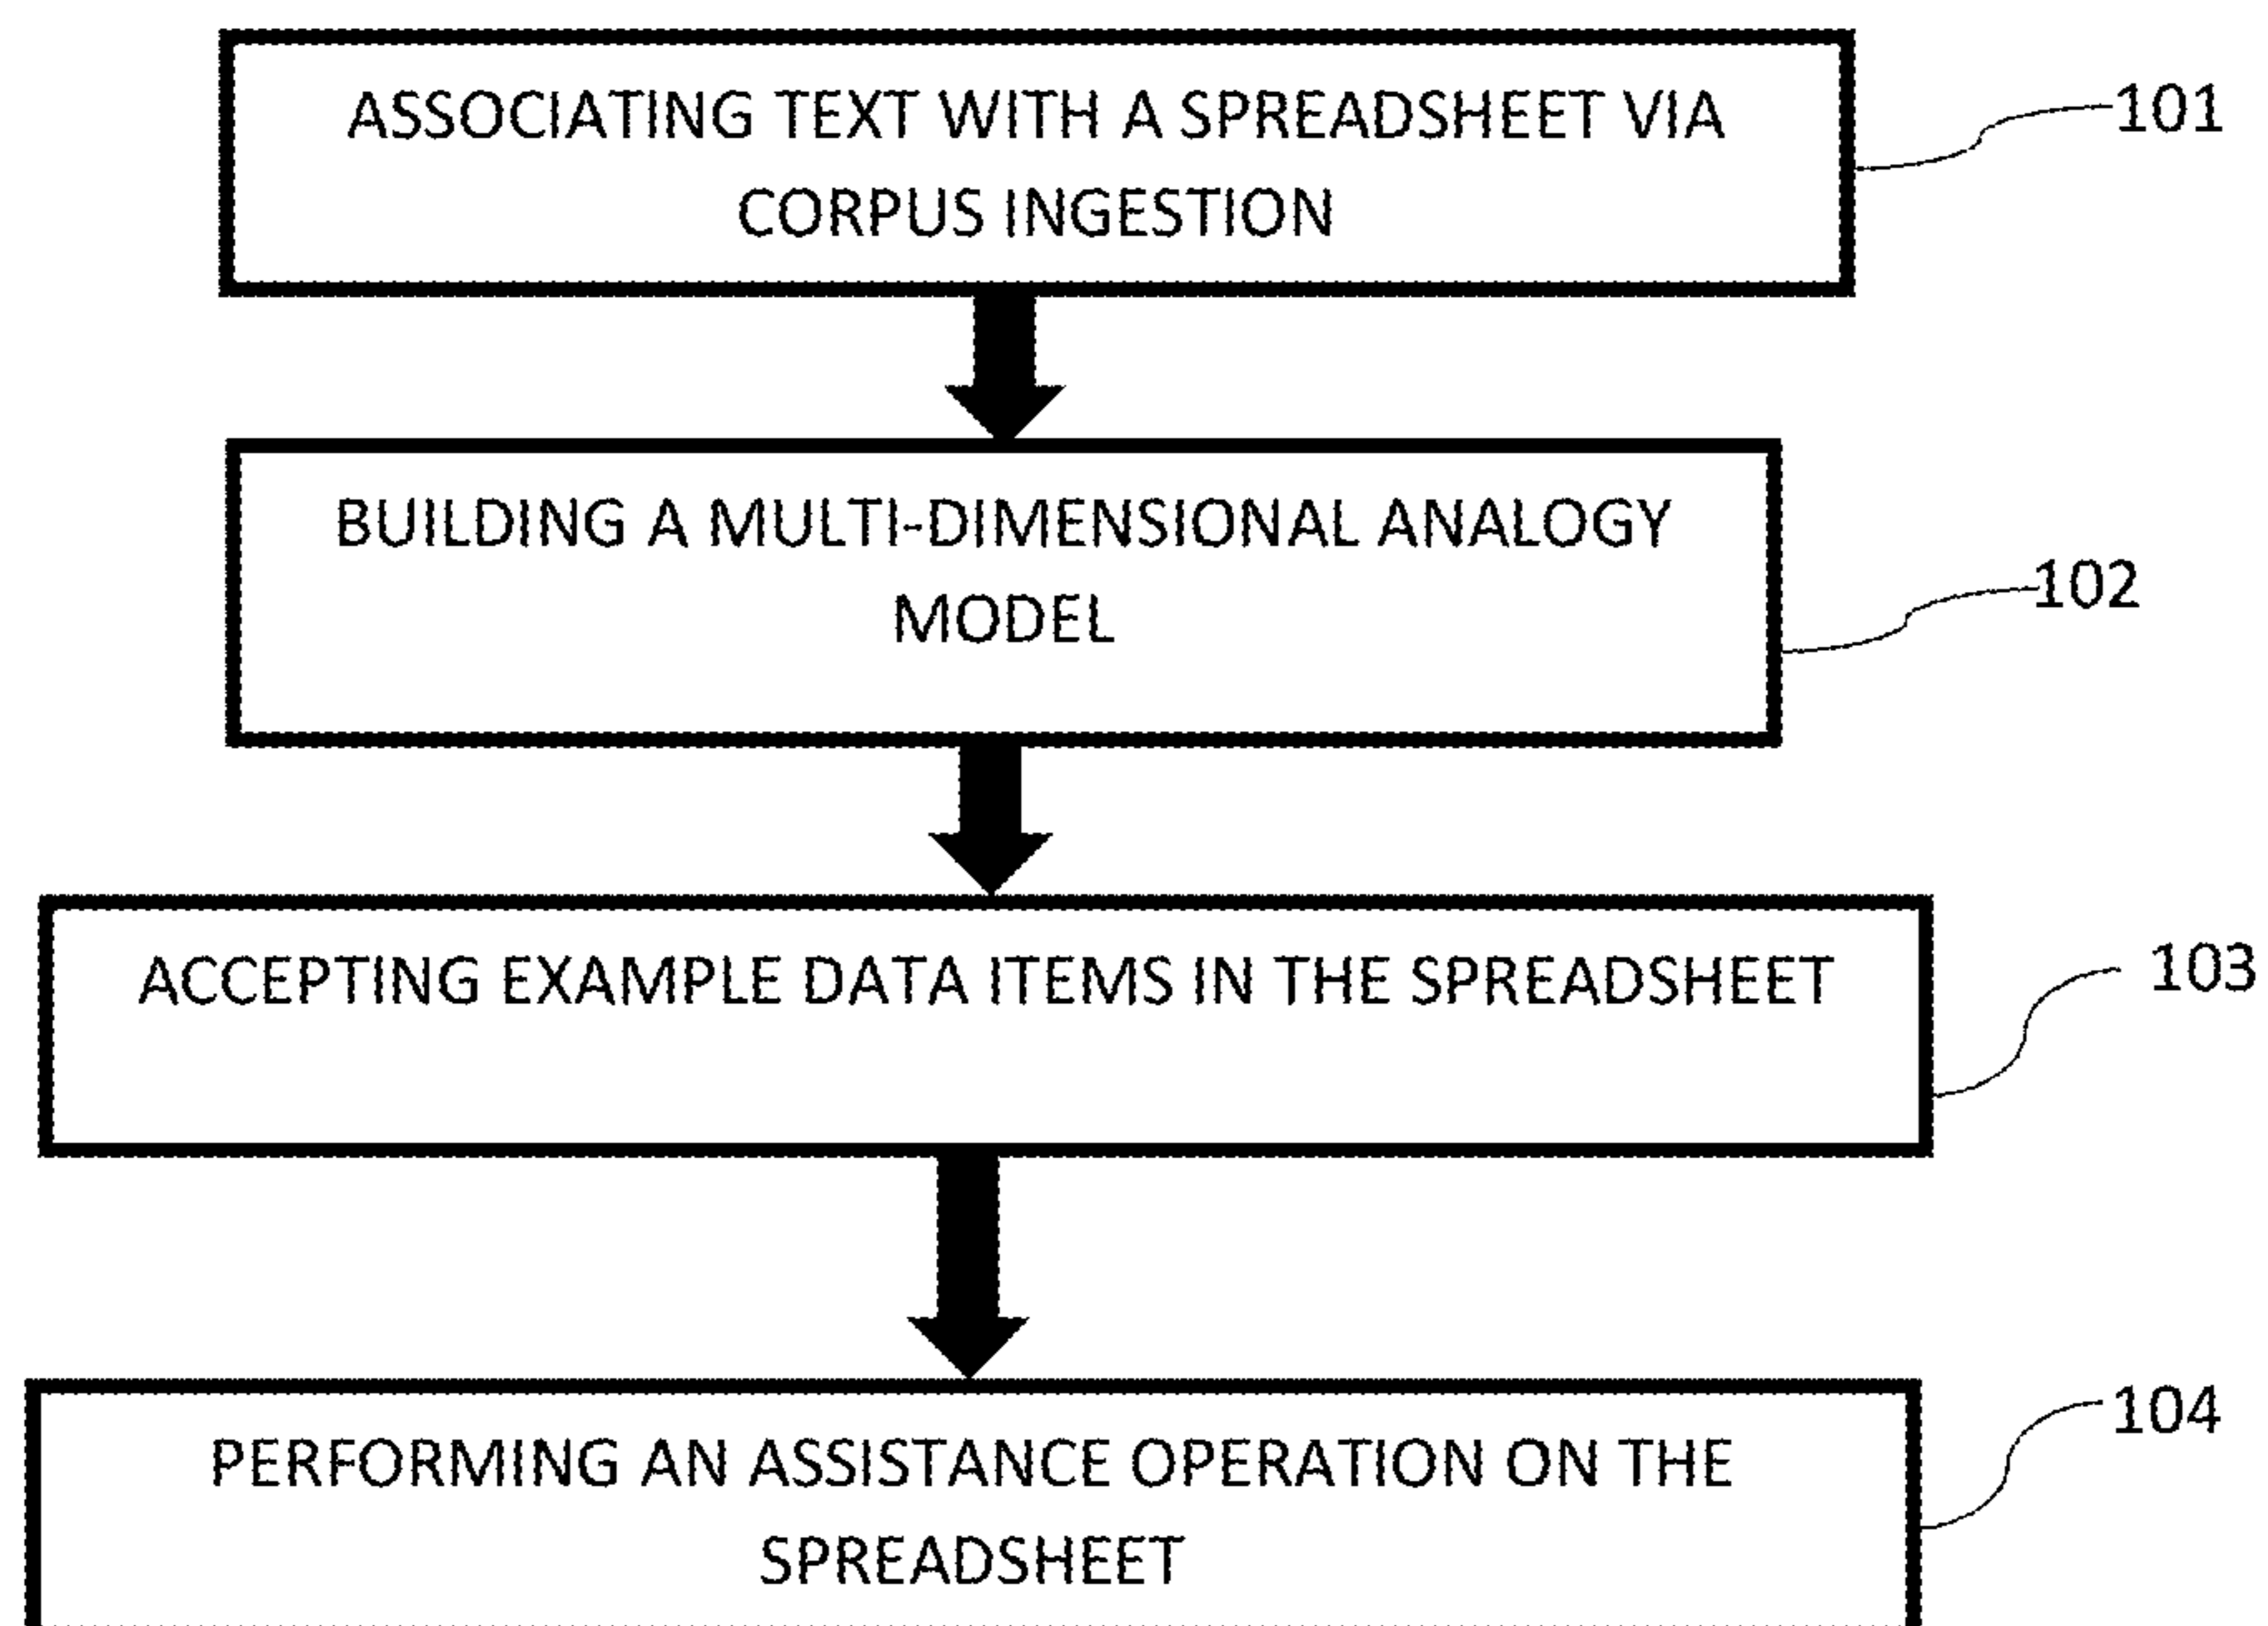 ASSOCIATING TEXT WITH A SPREADSHEET VIA
CORPUS INGESTION
101
BUILDING A MULTI-DIMENSIONAL ANALOGY
MODEL
102
ACCEPTING EXAMPLE DATA ITEMS IN THE SPREADSHEET
103
PERFORMING AN ASSISTANCE OPERATION ON THE
SPREADSHEET
104